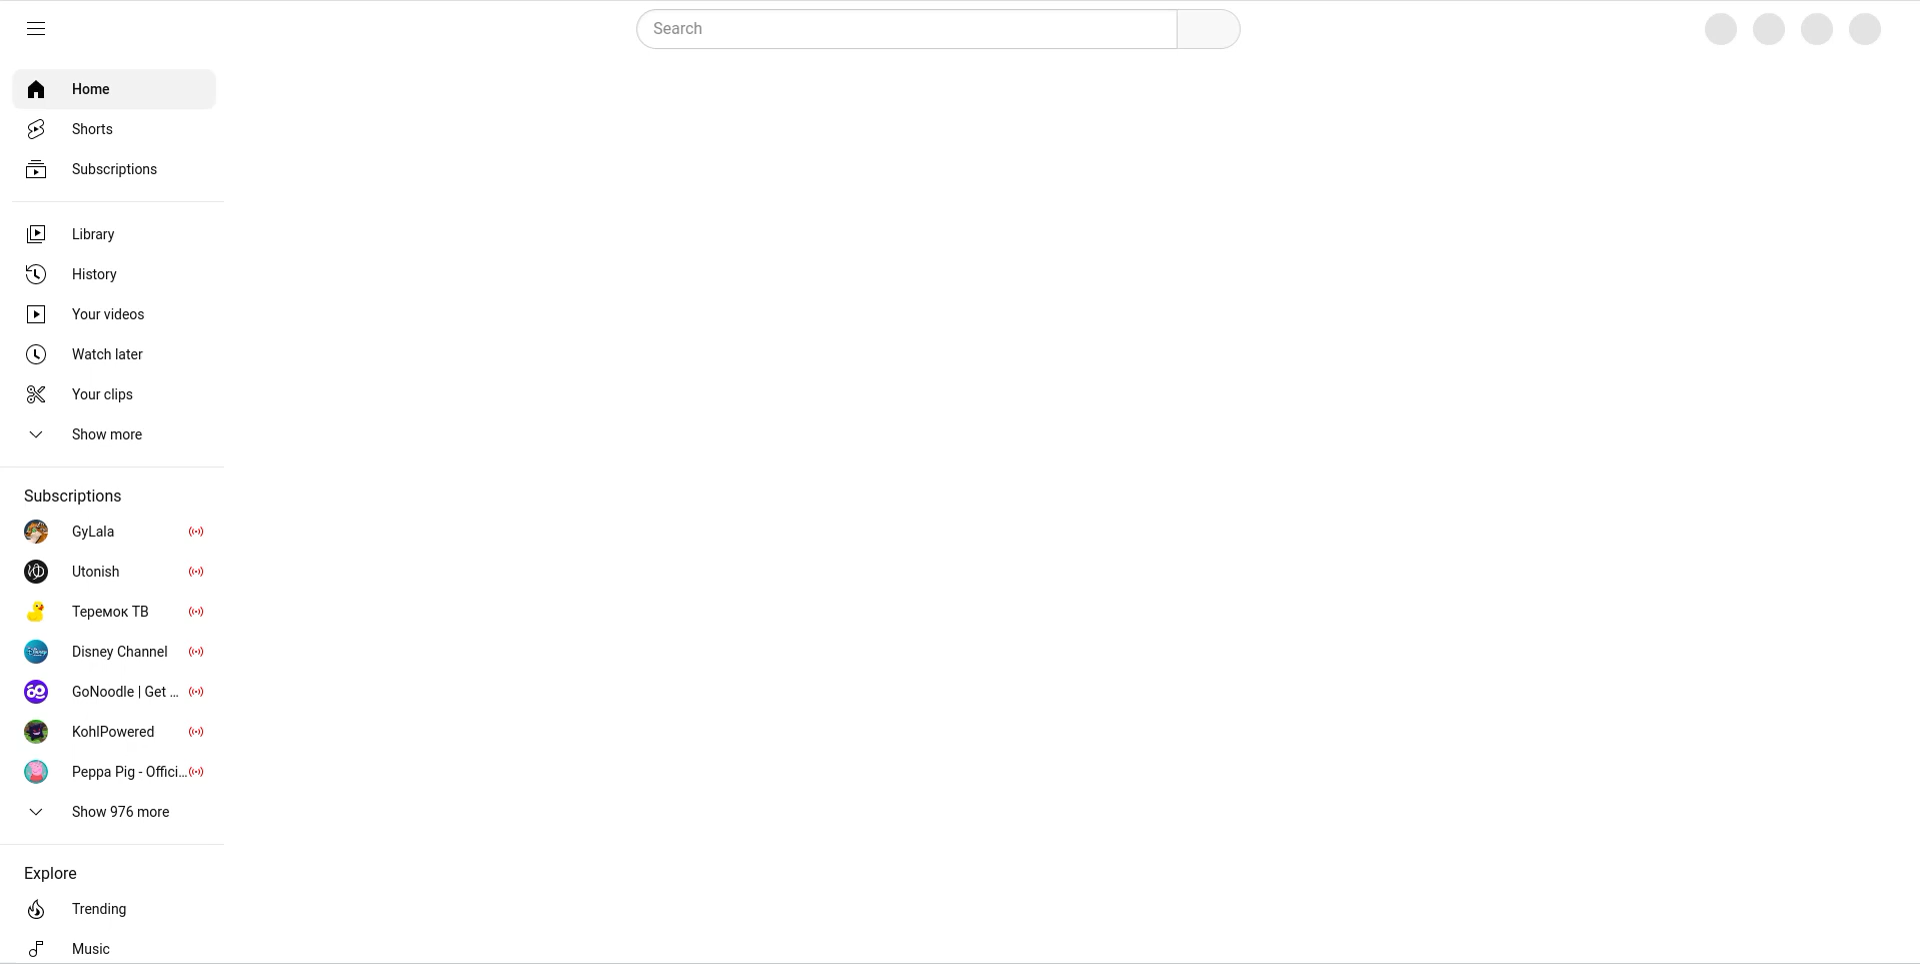 Search
Home
Shorts
Subscriptions
Library
History
Your videos
Watch later
Your clips
Show more
Subscriptions
GyLala
Utonish
Теремок ТВ
Disney Channel
GoNoodle | Get ...
KohlPowered
Peppa Pig - Offici...
Show 976 more
Explore
Trending
Music